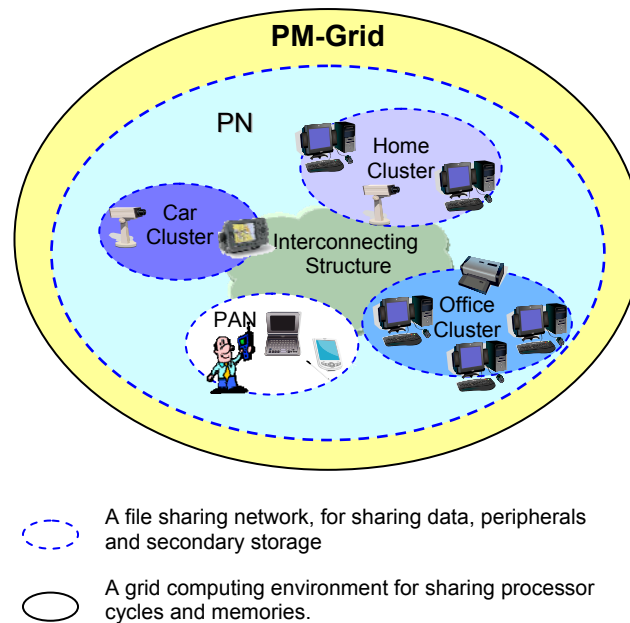 PM-Grid
PN
Home
Cluster
Car
Cluster
Interconnecting
Structure
PAN
Office
Cluster
A file sharing network, for sharing data, peripherals
and secondary storage
A grid computing environment for sharing processor
cycles and memories.